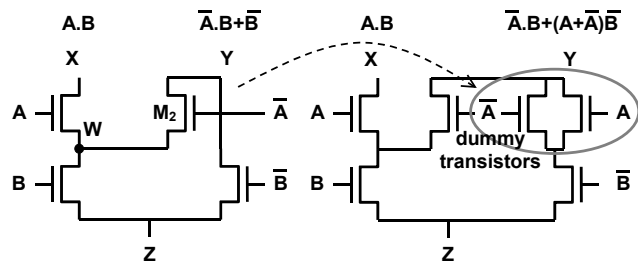 A.B
A̅.B+B̅
A.B
A̅.B+(A+A̅)B̅
X
Y
X
Y
A
M₂
A̅
A
A̅
A̅
A
W
dummy
transistors
B
B̅
B
B̅
Z
Z